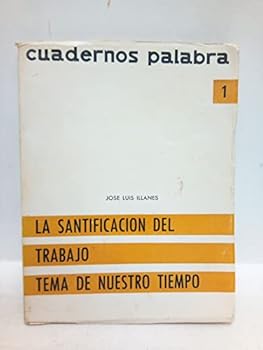 cuadernos palabra
1
JOSE LUIS ILLANES
LA SANTIFICACION DEL
TRABAJO
TEMA DE NUESTRO TIEMPO